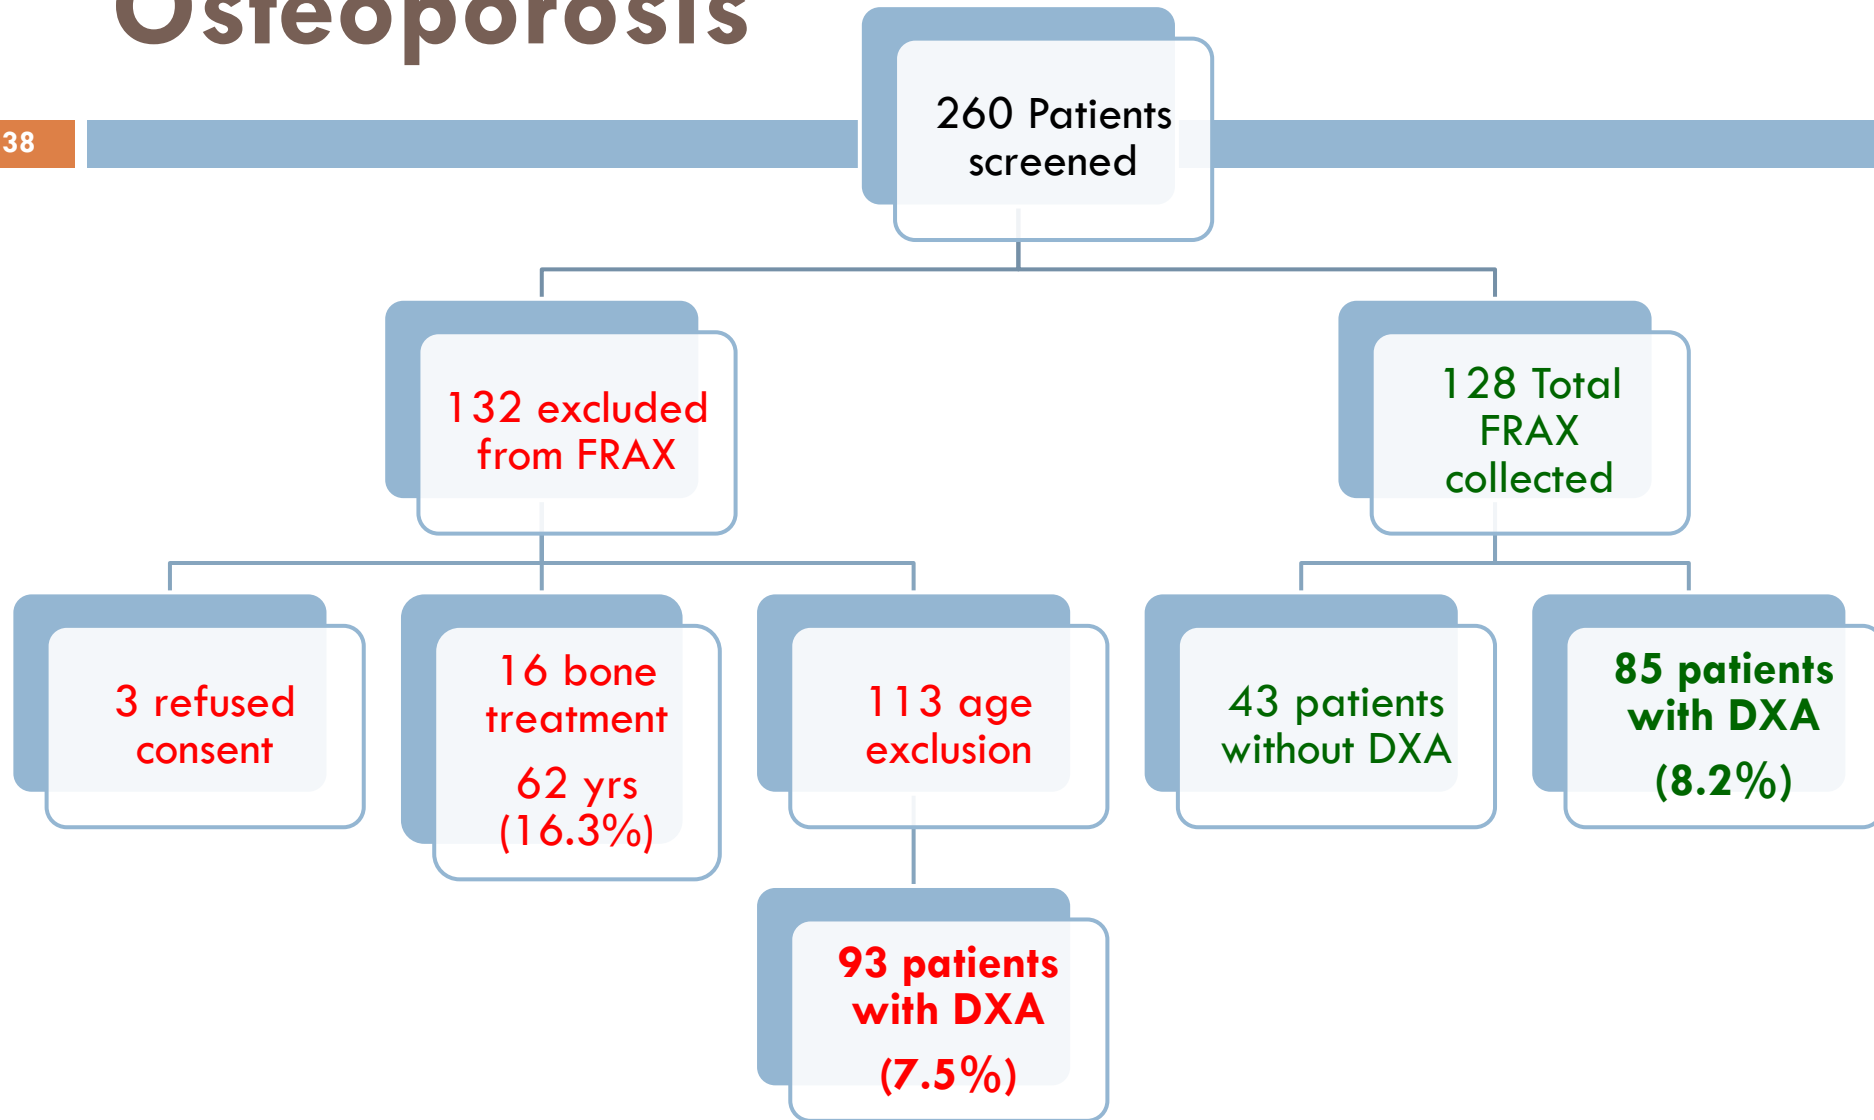 Osteoporosis
38
260 Patients
screened
132 excluded
from FRAX
128 Total
FRAX
collected
3 refused
consent
16 bone
treatment
62 yrs
(16.3%)
113 age
exclusion
43 patients
without DXA
85 patients
with DXA
(8.2%)
93 patients
with DXA
(7.5%)